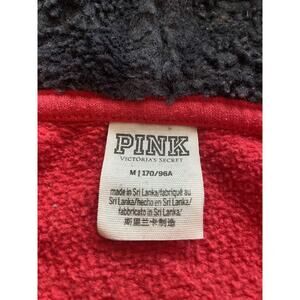 PINK
VICTORIA'S SECRET
M | 170/96A
made in Sri Lanka/fabriqué au
Sri Lanka/hecho en Sri Lanka/
fabbricato in Sri Lanka/
斯里兰卡制造